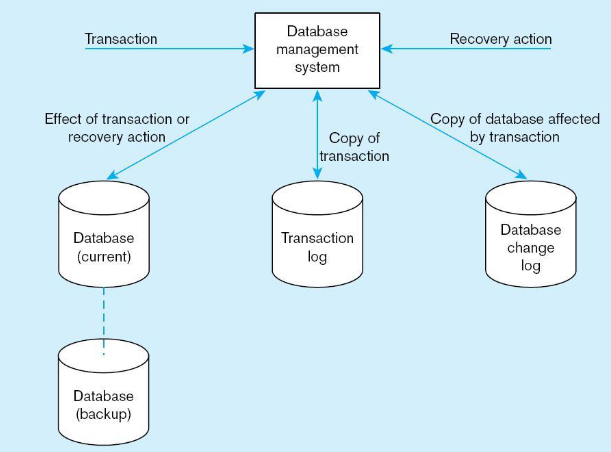 Database
management
system
Transaction
Recovery action
Effect of transaction or
recovery action
Copy of
transaction
Copy of database affected
by transaction
Database
(current)
Transaction
log
Database
change
log
Database
(backup)